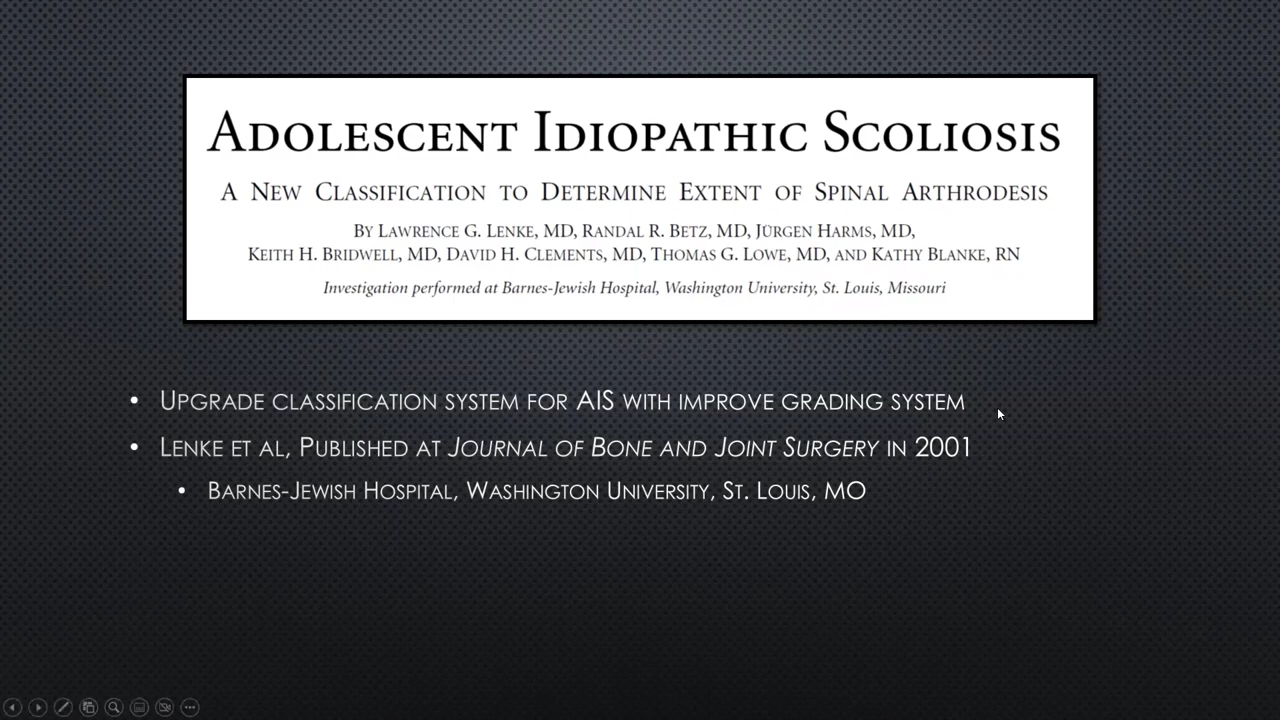 Adolescent Idiopathic Scoliosis
A New Classification to Determine Extent of Spinal Arthrodesis
By Lawrence G. Lenke, MD, Randal R. Betz, MD, Jürgen Harms, MD,
Keith H. Bridwell, MD, David H. Clements, MD, Thomas G. Lowe, MD, and Kathy Blanke, RN
Investigation performed at Barnes-Jewish Hospital, Washington University, St. Louis, Missouri
• Upgrade classification system for AIS with improve grading system
• Lenke et al, Published at Journal of Bone and Joint Surgery in 2001
• Barnes-Jewish Hospital, Washington University, St. Louis, MO